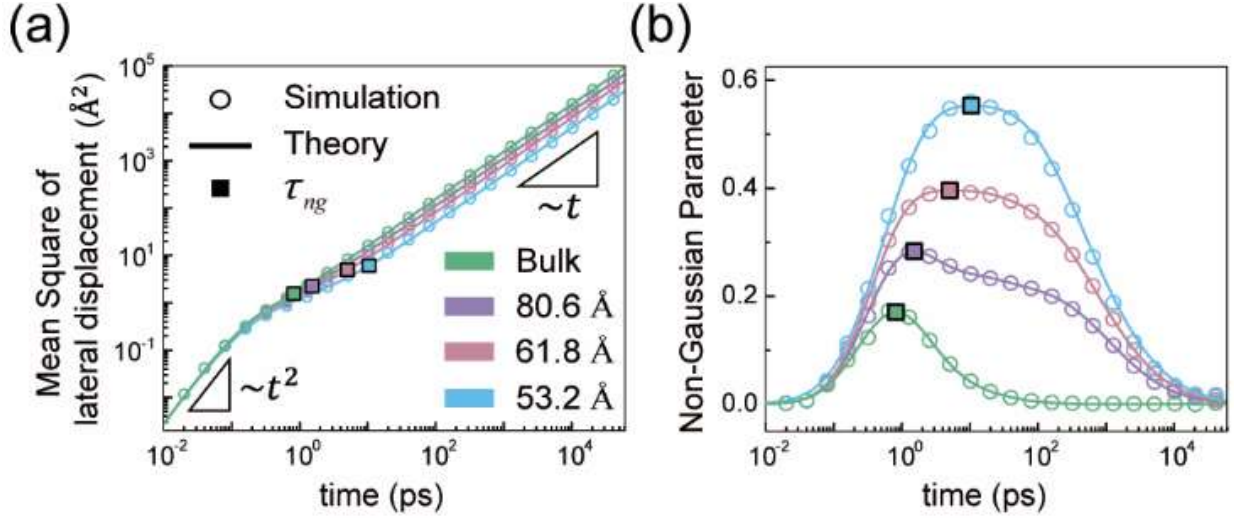 (a)
Mean Square of
lateral displacement (Å²)
10⁵
10³
10¹
10⁻¹
Simulation
Theory
τng
~t
~t²
Bulk
80.6 Å
61.8 Å
53.2 Å
10⁻²
10⁰
10²
10⁴
time (ps)
(b)
Non-Gaussian Parameter
0.6
0.4
0.2
0.0
10⁻²
10⁰
10²
10⁴
time (ps)